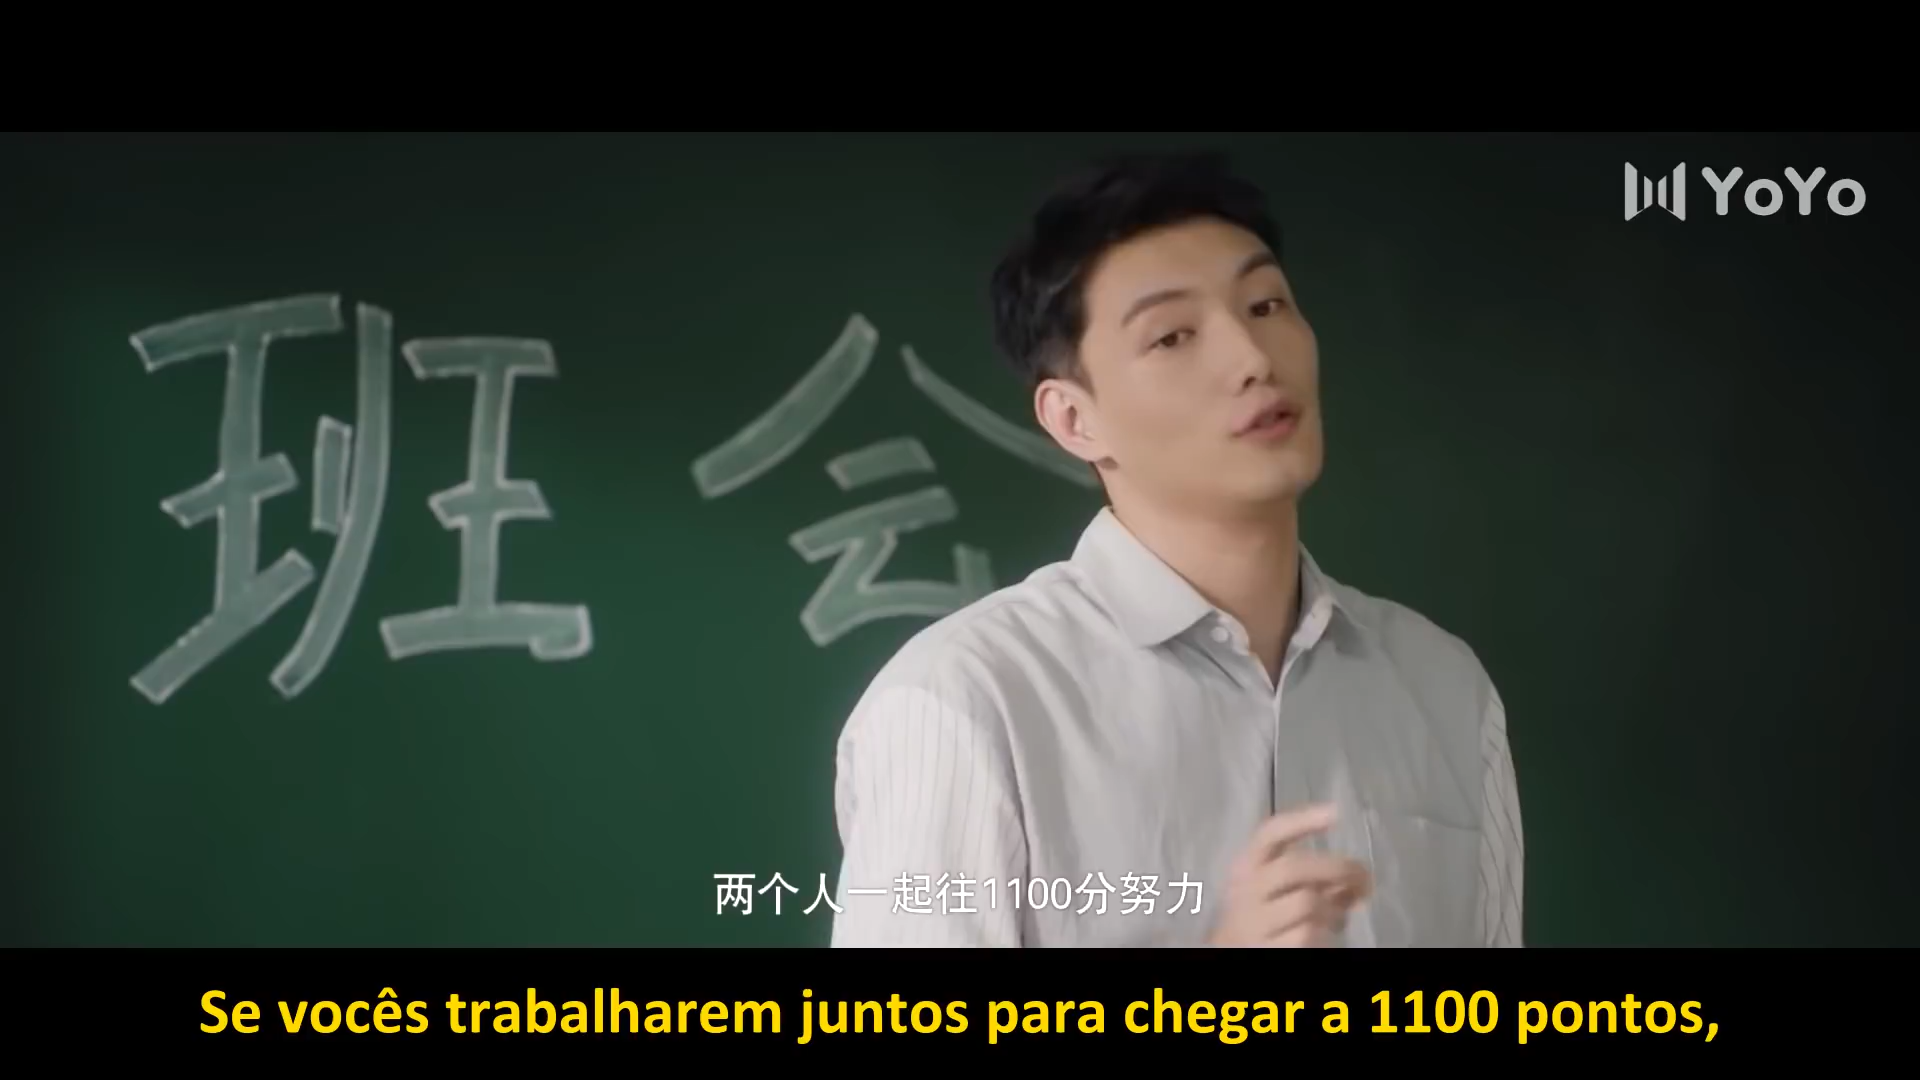 YoYo
班会
两个人一起往1100分努力
Se vocês trabalharem juntos para chegar a 1100 pontos,